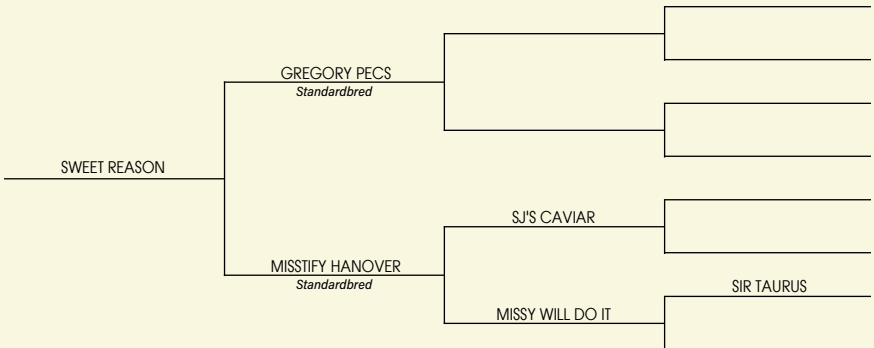 GREGORY PECS
Standardbred
SWEET REASON
SJ'S CAVIAR
MISSTIFY HANOVER
Standardbred
SIR TAURUS
MISSY WILL DO IT